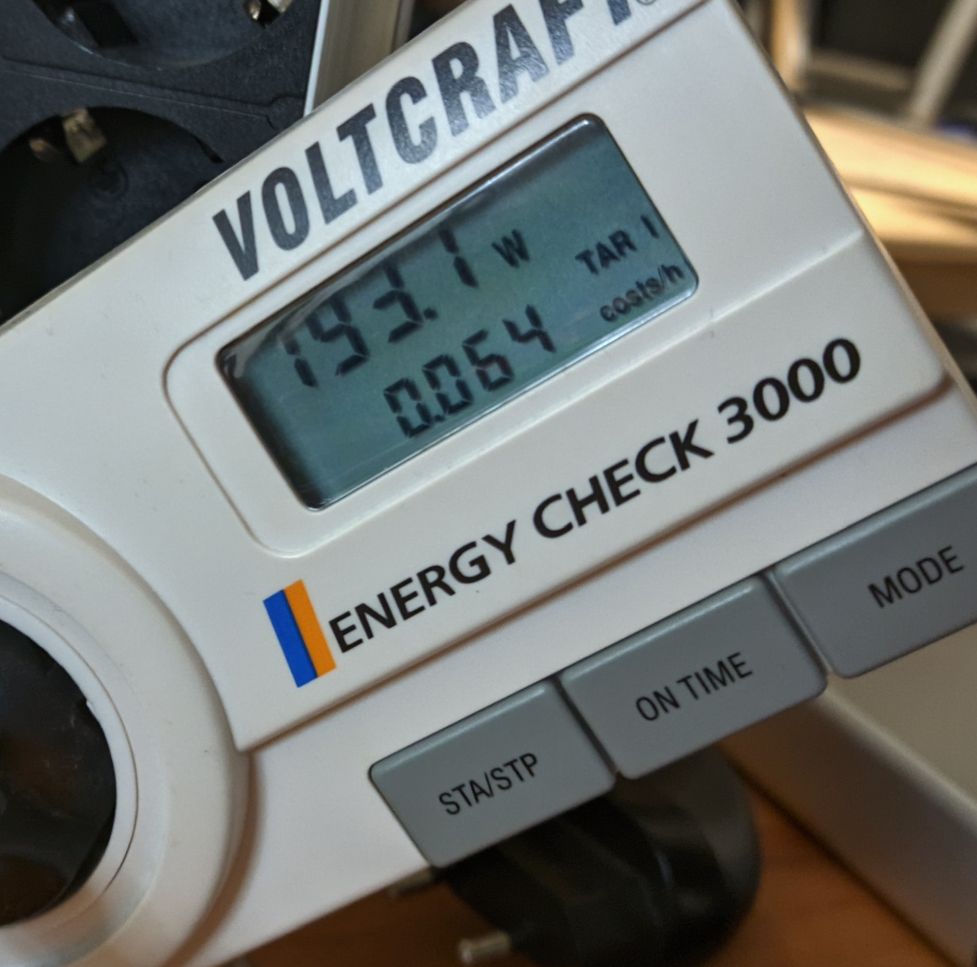 VOLTCRAFT®
193.1 W
TAR 1
0.064 costs/h
ENERGY CHECK 3000
STA/STP
ON TIME
MODE